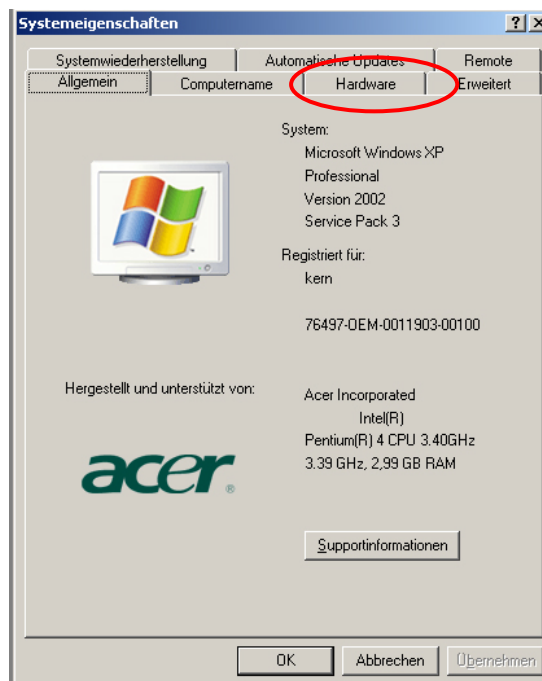 Systemeigenschaften
Systemwiederherstellung Automatische Updates Remote
Allgemein Computername Hardware Erweitert
System:
Microsoft Windows XP
Professional
Version 2002
Service Pack 3
Registriert für:
kern
76497-OEM-0011903-00100
Hergestellt und unterstützt von:
Acer Incorporated
Intel(R)
Pentium(R) 4 CPU 3.40GHz
3.39 GHz, 2,99 GB RAM
acer
Supportinformationen
OK Abbrechen Übernehmen